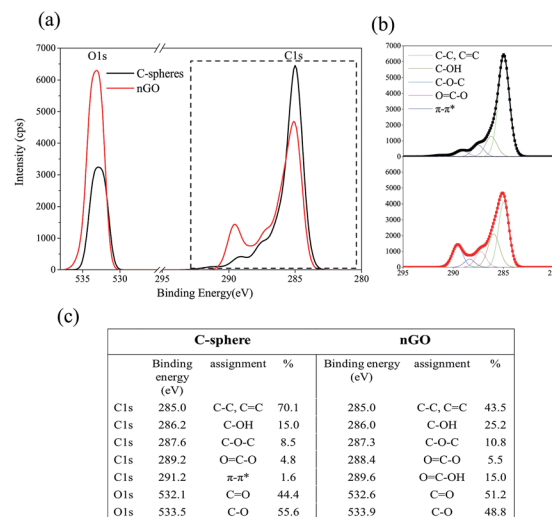 (a)
(b)
7000
6000
5000
4000
3000
2000
1000
0
Intensity (cps)
O1s
C1s
C-spheres
nGO
535
530
295
290
285
280
Binding Energy(eV)
7000
6000
5000
4000
3000
2000
1000
0
C-C, C=C
C-OH
C-O-C
O=C-O
π-π*
7000
6000
5000
4000
3000
2000
1000
0
295
290
285
(c)
C-sphere nGO
Binding energy (eV) assignment % Binding energy (eV) assignment %
C1s 285.0 C-C, C=C 70.1 285.0 C-C, C=C 43.5
C1s 286.2 C-OH 15.0 286.0 C-OH 25.2
C1s 287.6 C-O-C 8.5 287.3 C-O-C 10.8
C1s 289.2 O=C-O 4.8 288.4 O=C-O 5.5
C1s 291.2 π-π* 1.6 289.6 O=C-OH 15.0
O1s 532.1 C=O 44.4 532.6 C=O 51.2
O1s 533.5 C-O 55.6 533.9 C-O 48.8